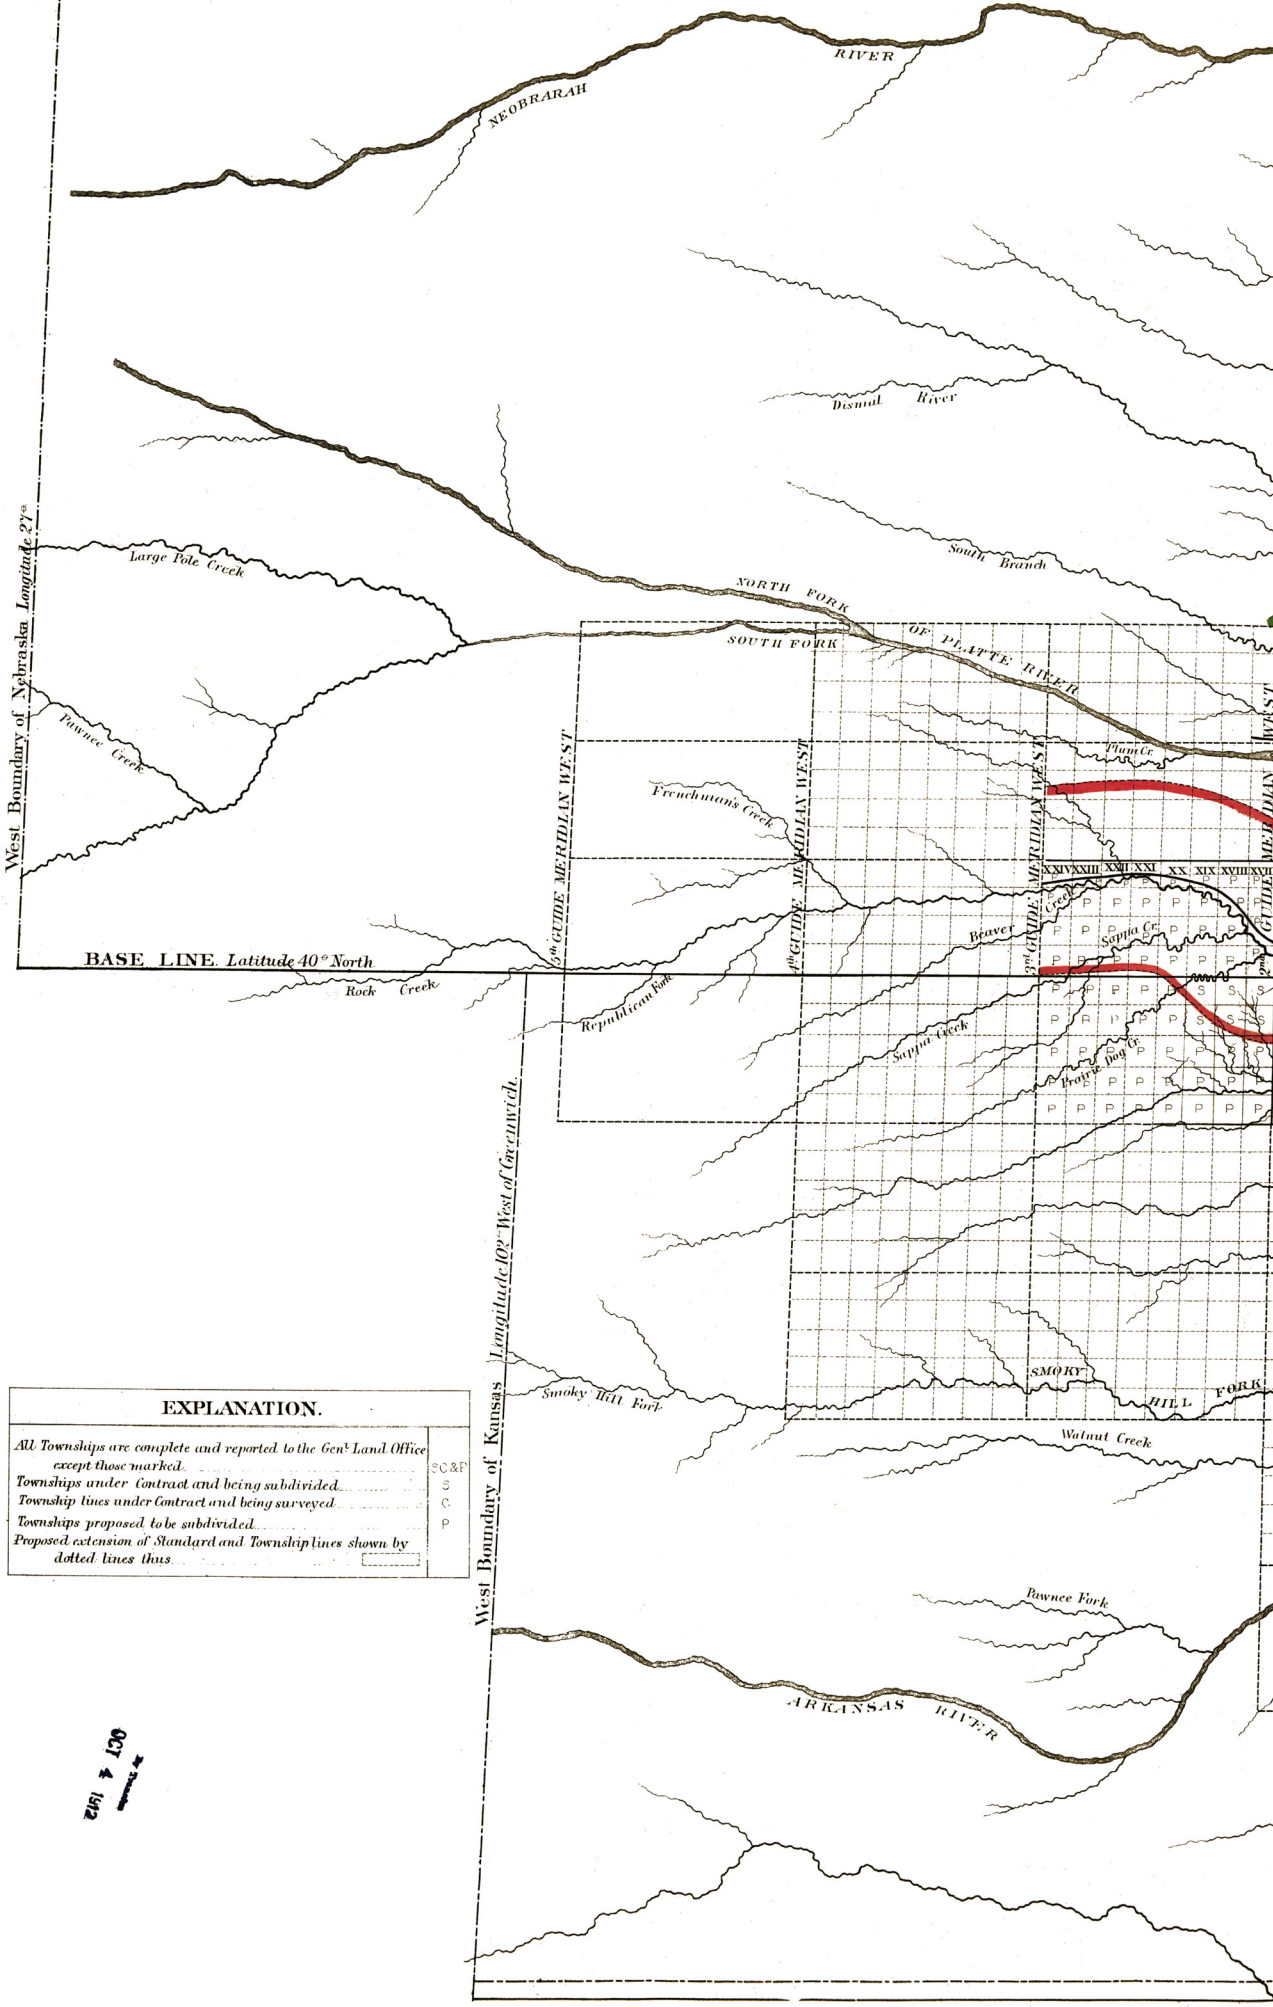 NEOBRARAH
RIVER
Dismal River
South Branch
Large Pole Creek
West Boundary of Nebraska Longitude 27°
Pawnee Creek
NORTH FORK
OF PLATTE RIVER
SOUTH FORK
Plum Cr.
Frenchman's Creek
5th GUIDE MERIDIAN WEST
4th GUIDE MERIDIAN WEST
3rd GUIDE MERIDIAN WEST
2nd GUIDE MERIDIAN WEST
XXIV XXIII XXII XXI XX XIX XVIII XVII
P P P P P P P
P P P P P P
P P P P P P P P
P P P P P S S S
P P P P P S S S
P P P P P P P P
P P P P P P P P
P P P P P P P P
Beaver Creek
Sappa Cr.
BASE LINE. Latitude 40° North
Rock Creek
Republican Fork
Sappa Creek
Prairie Dog Cr.
West Boundary of Kansas Longitude 102° West of Greenwich.
Smoky Hill Fork
SMOKY HILL FORK
Walnut Creek
Pawnee Fork
ARKANSAS RIVER
EXPLANATION.
All Townships are complete and reported to the Genl Land Office
except those marked. SC&P
Townships under Contract and being subdivided S
Township lines under Contract and being surveyed C
Townships proposed to be subdivided P
Proposed extension of Standard and Township lines shown by
dotted lines thus
OCT 4 1912